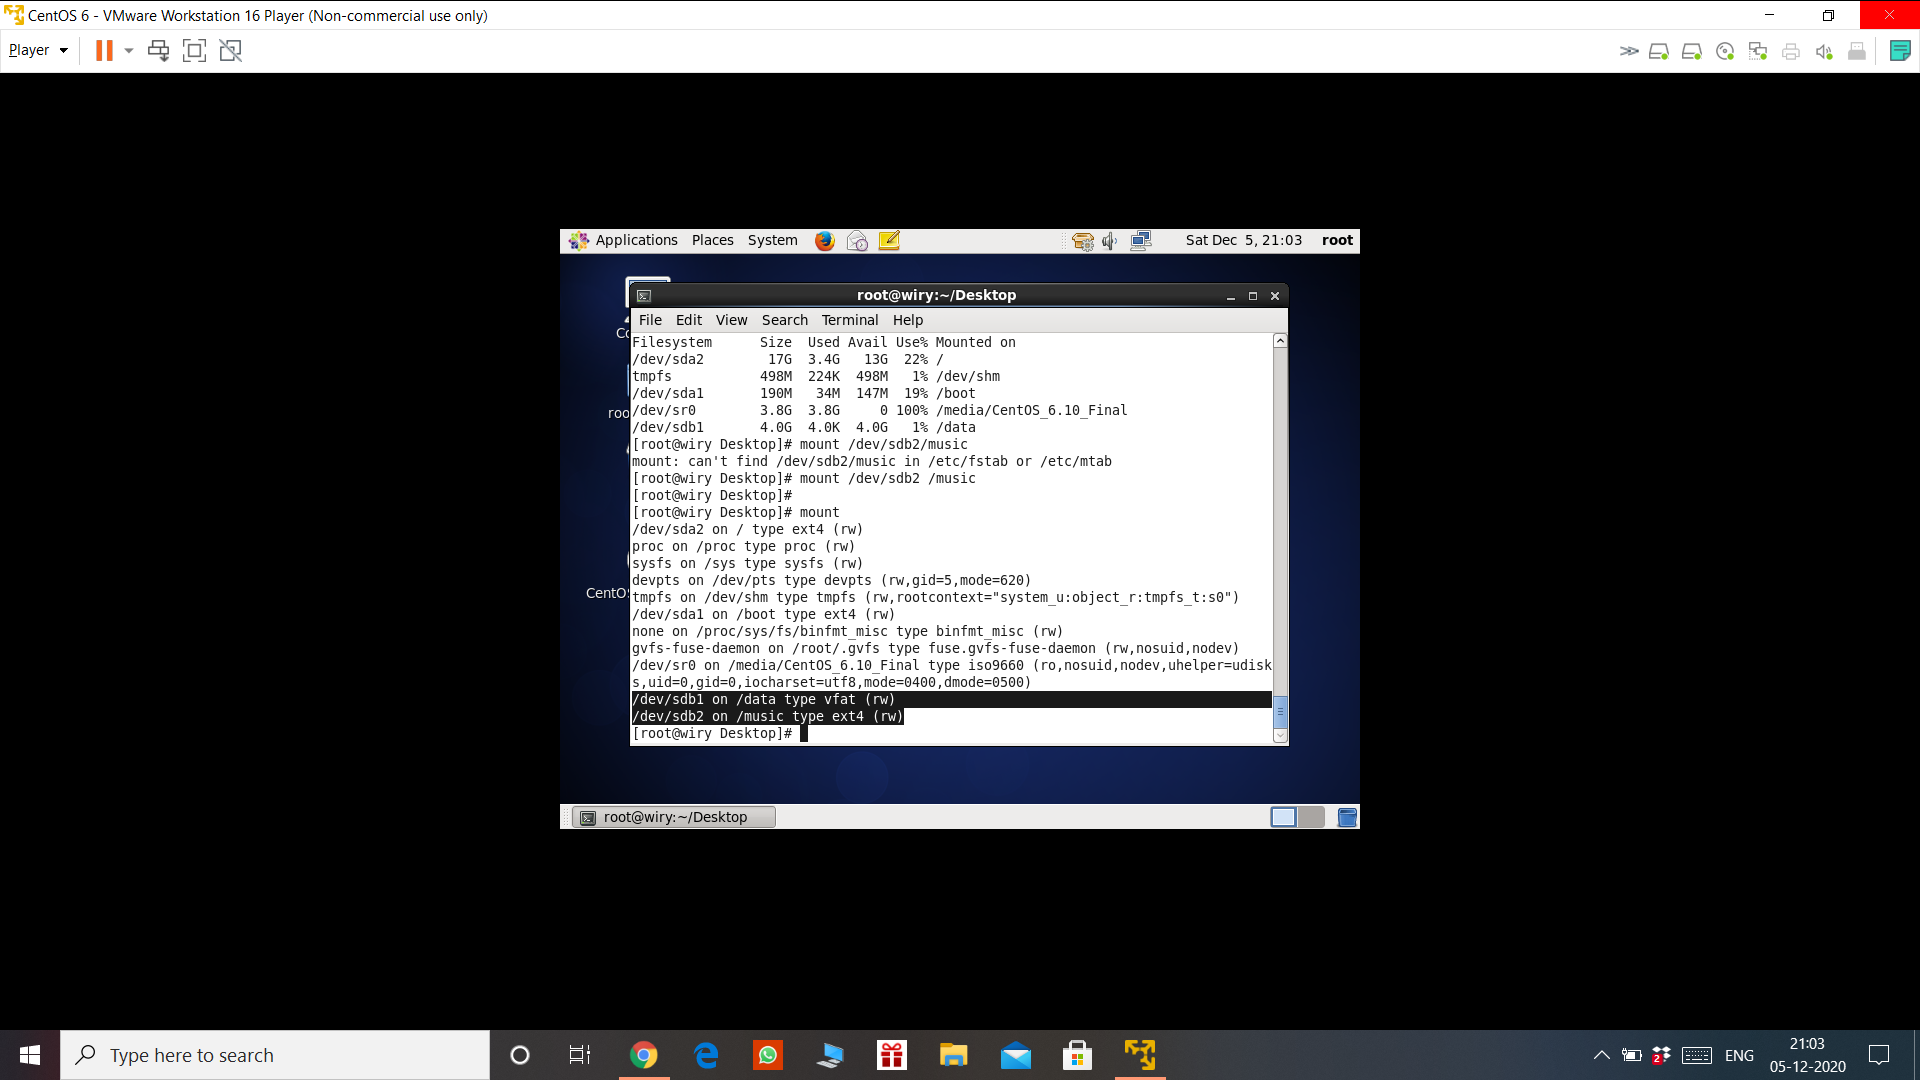 CentOS 6 - VMware Workstation 16 Player (Non-commercial use only)
Player
Applications Places System Sat Dec 5, 21:03 root
root@wiry:~/Desktop
File Edit View Search Terminal Help
Filesystem Size Used Avail Use% Mounted on
/dev/sda2 17G 3.4G 13G 22% /
tmpfs 498M 224K 498M 1% /dev/shm
/dev/sda1 190M 34M 147M 19% /boot
/dev/sr0 3.8G 3.8G 0 100% /media/CentOS_6.10_Final
/dev/sdb1 4.0G 4.0K 4.0G 1% /data
[root@wiry Desktop]# mount /dev/sdb2/music
mount: can't find /dev/sdb2/music in /etc/fstab or /etc/mtab
[root@wiry Desktop]# mount /dev/sdb2 /music
[root@wiry Desktop]#
[root@wiry Desktop]# mount
/dev/sda2 on / type ext4 (rw)
proc on /proc type proc (rw)
sysfs on /sys type sysfs (rw)
devpts on /dev/pts type devpts (rw,gid=5,mode=620)
tmpfs on /dev/shm type tmpfs (rw,rootcontext="system_u:object_r:tmpfs_t:s0")
/dev/sda1 on /boot type ext4 (rw)
none on /proc/sys/fs/binfmt_misc type binfmt_misc (rw)
gvfs-fuse-daemon on /root/.gvfs type fuse.gvfs-fuse-daemon (rw,nosuid,nodev)
/dev/sr0 on /media/CentOS_6.10_Final type iso9660 (ro,nosuid,nodev,uhelper=udisk
s,uid=0,gid=0,iocharset=utf8,mode=0400,dmode=0500)
/dev/sdb1 on /data type vfat (rw)
/dev/sdb2 on /music type ext4 (rw)
[root@wiry Desktop]#
Co
roo
CentOS
root@wiry:~/Desktop
Type here to search
2
ENG
21:03
05-12-2020